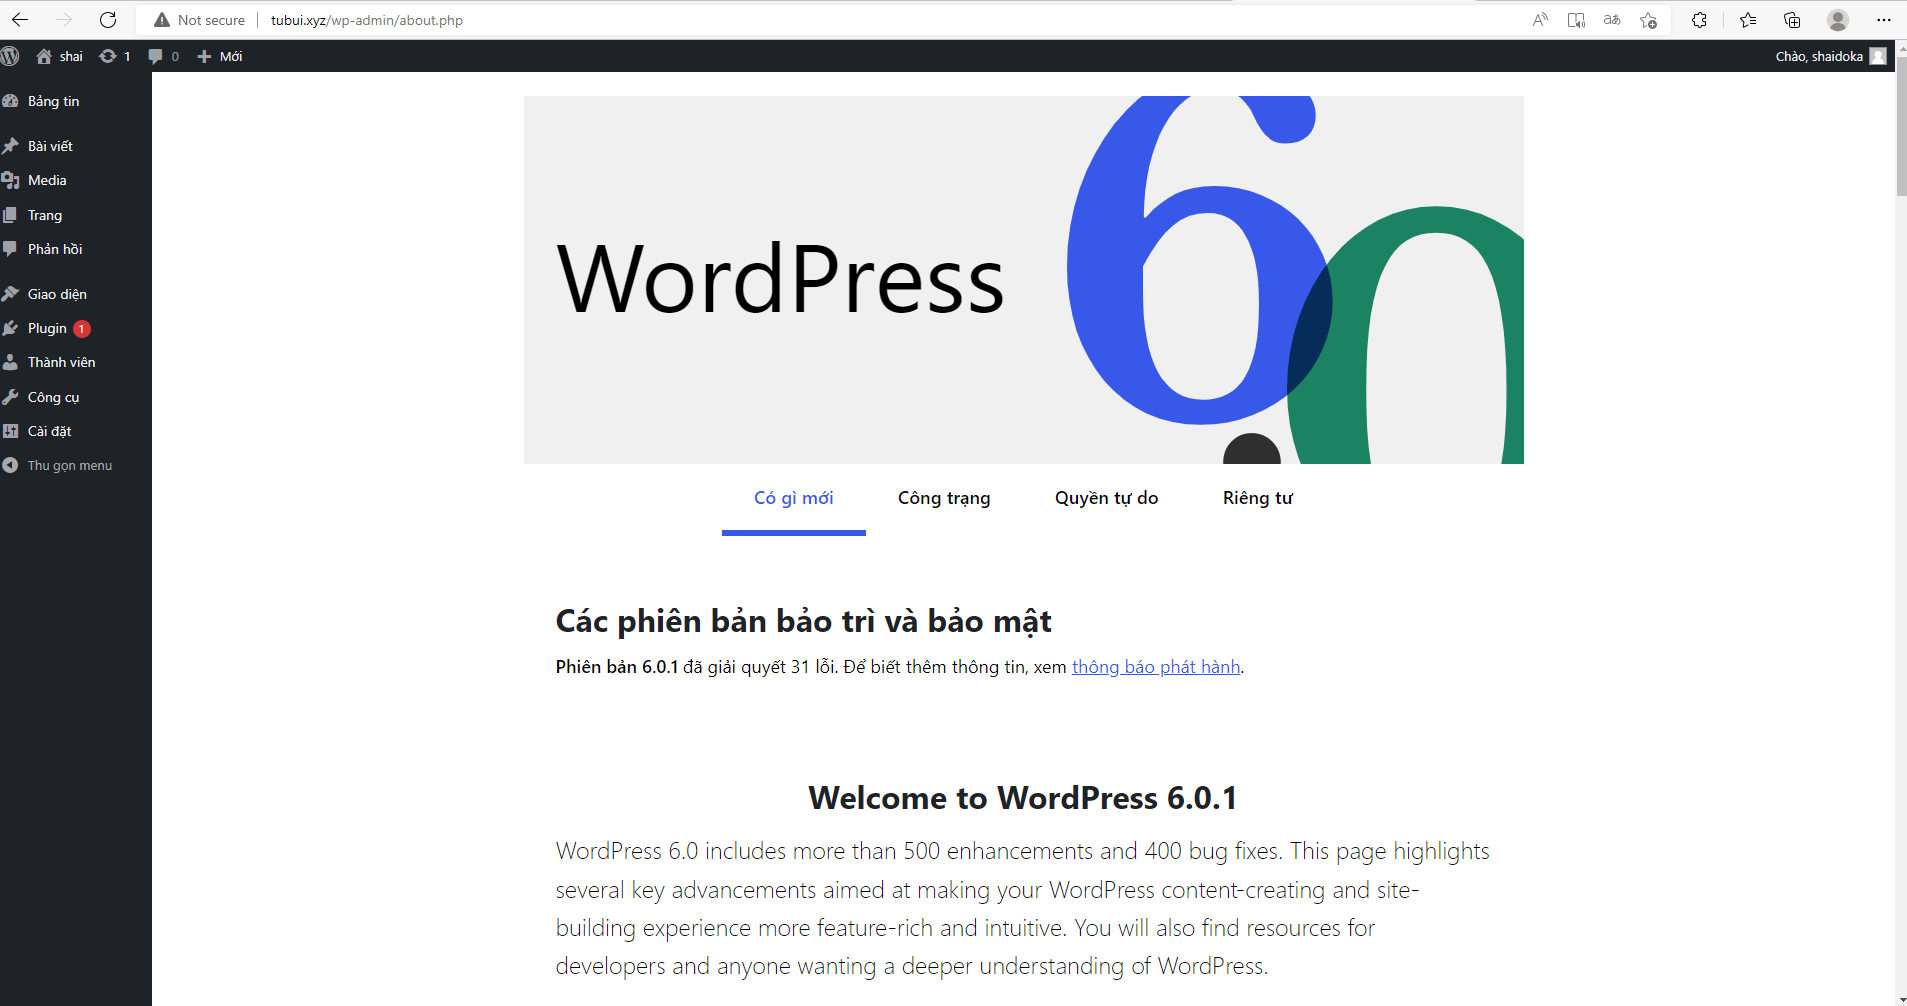 Not secure | tubui.xyz/wp-admin/about.php
shai 1 0 + Mới
Chào, shaidoka
Bảng tin
Bài viết
Media
Trang
Phản hồi
Giao diện
Plugin 1
Thành viên
Công cụ
Cài đặt
Thu gọn menu
WordPress
6.0
Có gì mới Công trạng Quyền tự do Riêng tư
Các phiên bản bảo trì và bảo mật
Phiên bản 6.0.1 đã giải quyết 31 lỗi. Để biết thêm thông tin, xem thông báo phát hành.
Welcome to WordPress 6.0.1
WordPress 6.0 includes more than 500 enhancements and 400 bug fixes. This page highlights
several key advancements aimed at making your WordPress content-creating and site-
building experience more feature-rich and intuitive. You will also find resources for
developers and anyone wanting a deeper understanding of WordPress.